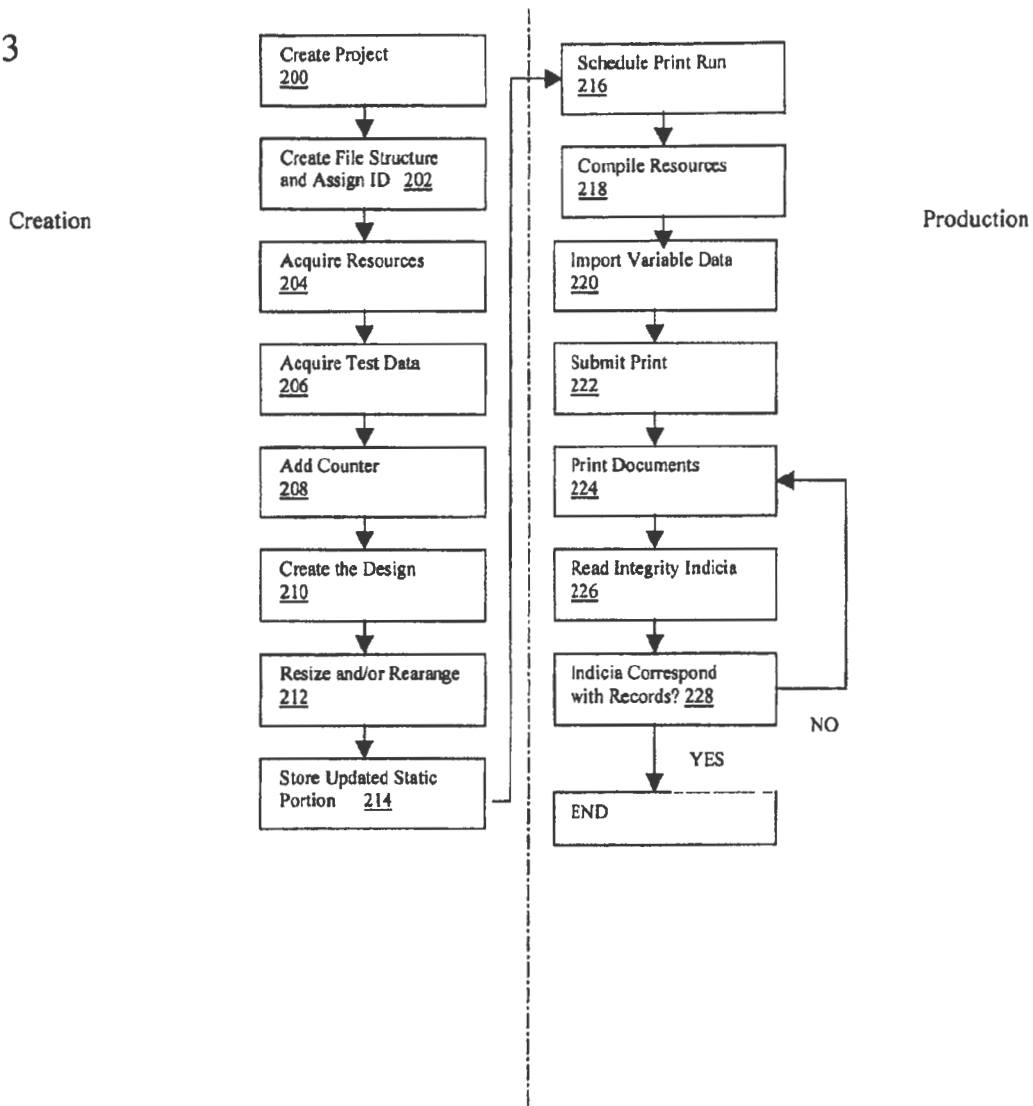 3
Creation
Create Project
200
Create File Structure
and Assign ID 202
Acquire Resources
204
Acquire Test Data
206
Add Counter
208
Create the Design
210
Resize and/or Rearange
212
Store Updated Static
Portion 214
Production
Schedule Print Run
216
Compile Resources
218
Import Variable Data
220
Submit Print
222
Print Documents
224
Read Integrity Indicia
226
Indicia Correspond
with Records? 228
NO
YES
END